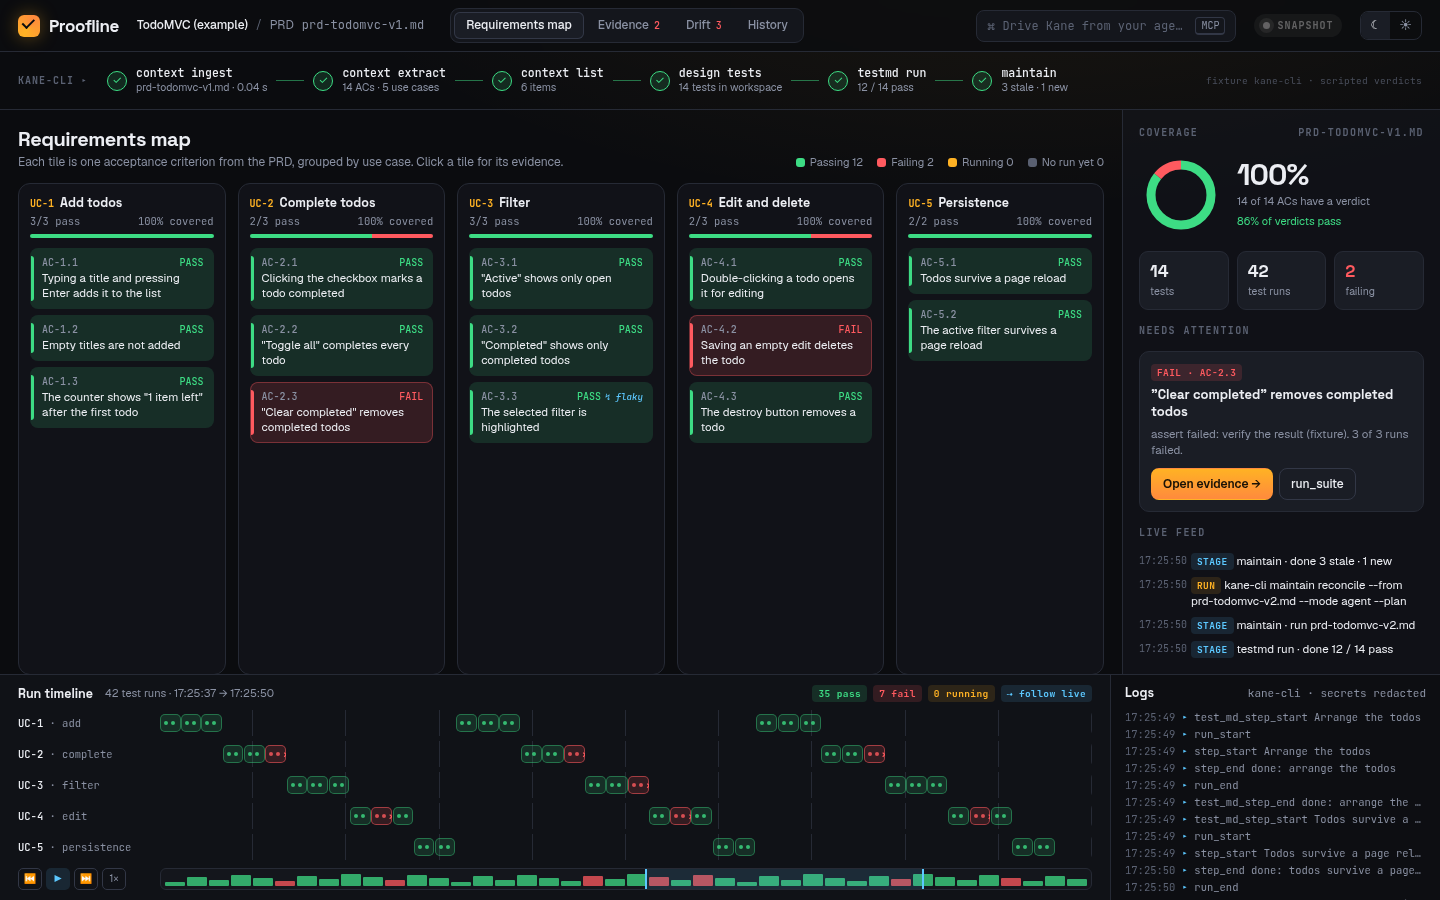 Proofline
TodoMVC (example) / PRD prd-todomvc-v1.md
Requirements map
Evidence 2
Drift 3
History
⌘ Drive Kane from your age… MCP
SNAPSHOT
KANE-CLI
context ingest
prd-todomvc-v1.md · 0.04 s
context extract
14 ACs · 5 use cases
context list
6 items
design tests
14 tests in workspace
testmd run
12 / 14 pass
maintain
3 stale · 1 new
fixture kane-cli · scripted verdicts
Requirements map
Each tile is one acceptance criterion from the PRD, grouped by use case. Click a tile for its evidence.
Passing 12 Failing 2 Running 0 No run yet 0
UC-1 Add todos
3/3 pass 100% covered
AC-1.1 PASS
Typing a title and pressing
Enter adds it to the list
AC-1.2 PASS
Empty titles are not added
AC-1.3 PASS
The counter shows "1 item left"
after the first todo
UC-2 Complete todos
2/3 pass 100% covered
AC-2.1 PASS
Clicking the checkbox marks a
todo completed
AC-2.2 PASS
"Toggle all" completes every
todo
AC-2.3 FAIL
"Clear completed" removes
completed todos
UC-3 Filter
3/3 pass 100% covered
AC-3.1 PASS
"Active" shows only open
todos
AC-3.2 PASS
"Completed" shows only
completed todos
AC-3.3 PASS ↯ flaky
The selected filter is
highlighted
UC-4 Edit and delete
2/3 pass 100% covered
AC-4.1 PASS
Double-clicking a todo opens
it for editing
AC-4.2 FAIL
Saving an empty edit deletes
the todo
AC-4.3 PASS
The destroy button removes a
todo
UC-5 Persistence
2/2 pass 100% covered
AC-5.1 PASS
Todos survive a page reload
AC-5.2 PASS
The active filter survives a
page reload
COVERAGE PRD-TODOMVC-V1.MD
100%
14 of 14 ACs have a verdict
86% of verdicts pass
14
tests
42
test runs
2
failing
NEEDS ATTENTION
FAIL · AC-2.3
"Clear completed" removes completed
todos
assert failed: verify the result (fixture). 3 of 3 runs
failed.
Open evidence →
run_suite
LIVE FEED
17:25:50 STAGE maintain · done 3 stale · 1 new
17:25:50 RUN kane-cli maintain reconcile --from
prd-todomvc-v2.md --mode agent --plan
17:25:50 STAGE maintain · run prd-todomvc-v2.md
17:25:50 STAGE testmd run · done 12 / 14 pass
Run timeline 42 test runs · 17:25:37 → 17:25:50
35 pass 7 fail 0 running → follow live
UC-1 · add
UC-2 · complete
UC-3 · filter
UC-4 · edit
UC-5 · persistence
1×
Logs kane-cli · secrets redacted
17:25:49 ▸ test_md_step_start Arrange the todos
17:25:49 ▸ run_start
17:25:49 ▸ step_start Arrange the todos
17:25:49 ▸ step_end done: arrange the todos
17:25:49 ▸ run_end
17:25:49 ▸ test_md_step_end done: arrange the …
17:25:49 ▸ test_md_step_start Todos survive a …
17:25:49 ▸ run_start
17:25:49 ▸ step_start Todos survive a page rel…
17:25:50 ▸ step_end done: todos survive a page…
17:25:50 ▸ run_end